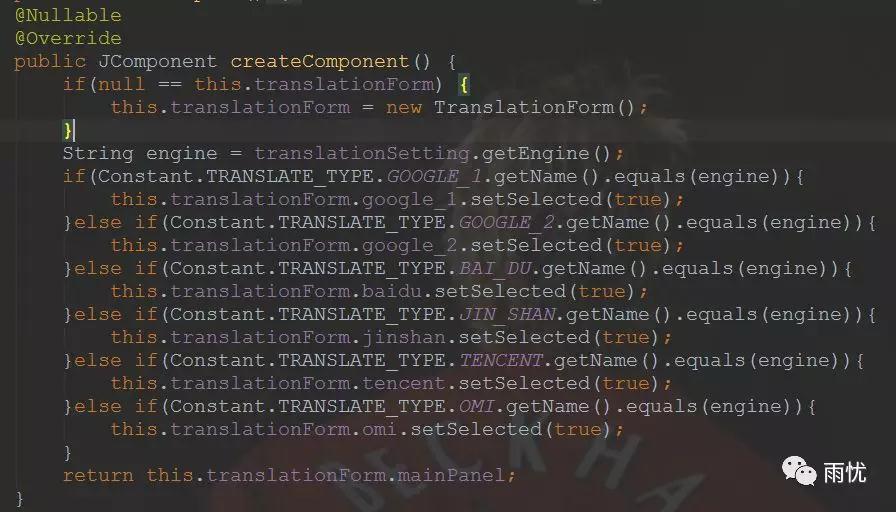 @Nullable
@Override
public JComponent createComponent() {
    if(null == this.translationForm) {
        this.translationForm = new TranslationForm();
    }
    String engine = translationSetting.getEngine();
    if(Constant.TRANSLATE_TYPE.GOOGLE_1.getName().equals(engine)){
        this.translationForm.google_1.setSelected(true);
    }else if(Constant.TRANSLATE_TYPE.GOOGLE_2.getName().equals(engine)){
        this.translationForm.google_2.setSelected(true);
    }else if(Constant.TRANSLATE_TYPE.BAI_DU.getName().equals(engine)){
        this.translationForm.baidu.setSelected(true);
    }else if(Constant.TRANSLATE_TYPE.JIN_SHAN.getName().equals(engine)){
        this.translationForm.jinshan.setSelected(true);
    }else if(Constant.TRANSLATE_TYPE.TENCENT.getName().equals(engine)){
        this.translationForm.tencent.setSelected(true);
    }else if(Constant.TRANSLATE_TYPE.OMI.getName().equals(engine)){
        this.translationForm.omi.setSelected(true);
    }
    return this.translationForm.mainPanel;
}
BECKHA
雨忧